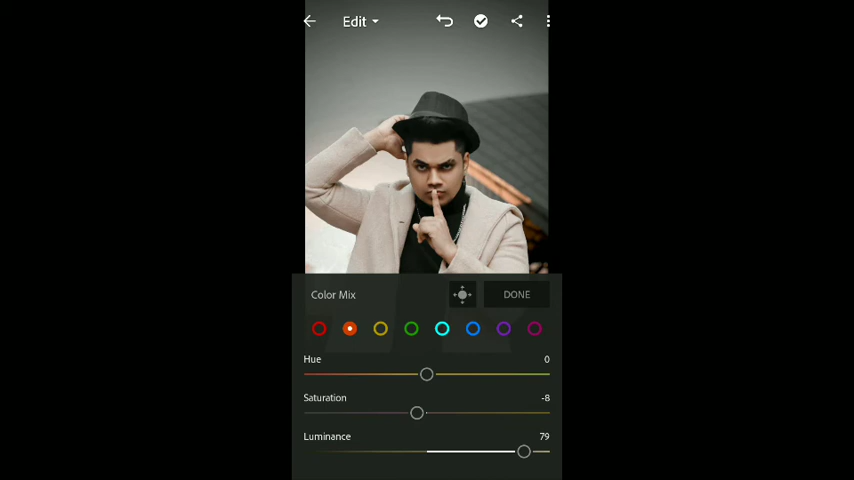 Edit
Color Mix
DONE
Hue 0
Saturation -8
Luminance 79